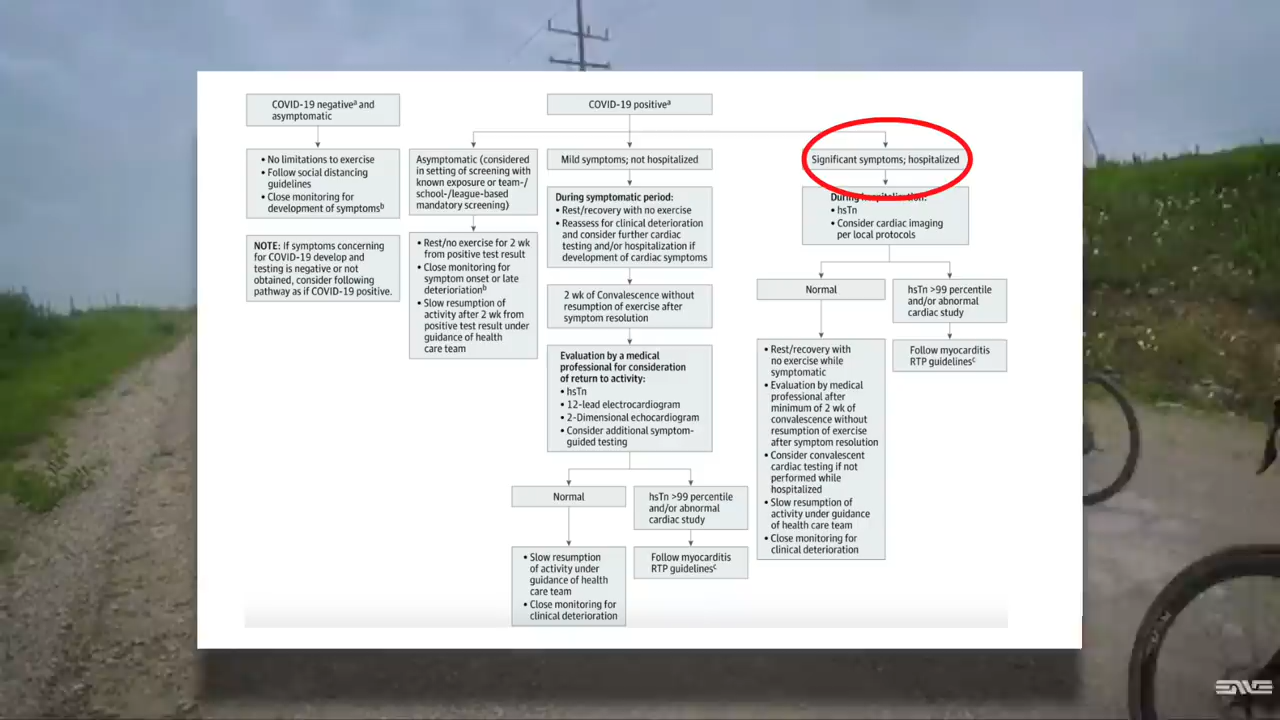 COVID-19 negativeᵃ and
asymptomatic
• No limitations to exercise
• Follow social distancing
guidelines
• Close monitoring for
development of symptomsᵇ
NOTE: If symptoms concerning
for COVID-19 develop and
testing is negative or not
obtained, consider following
pathway as if COVID-19 positive.
COVID-19 positiveᵃ
Asymptomatic (considered
in setting of screening with
known exposure or team-/
school-/league-based
mandatory screening)
• Rest/no exercise for 2 wk
from positive test result
• Close monitoring for
symptom onset or late
deteriorationᵇ
• Slow resumption of
activity after 2 wk from
positive test result under
guidance of health
care team
Mild symptoms; not hospitalized
During symptomatic period:
• Rest/recovery with no exercise
• Reassess for clinical deterioration
and consider further cardiac
testing and/or hospitalization if
development of cardiac symptoms
2 wk of Convalescence without
resumption of exercise after
symptom resolution
Evaluation by a medical
professional for consideration
of return to activity:
• hsTn
• 12-lead electrocardiogram
• 2-Dimensional echocardiogram
• Consider additional symptom-
guided testing
Normal
• Slow resumption
of activity under
guidance of health
care team
• Close monitoring for
clinical deterioration
hsTn >99 percentile
and/or abnormal
cardiac study
Follow myocarditis
RTP guidelinesᶜ
Significant symptoms; hospitalized
During hospitalization:
• hsTn
• Consider cardiac imaging
per local protocols
Normal
• Rest/recovery with
no exercise while
symptomatic
• Evaluation by medical
professional after
minimum of 2 wk of
convalescence without
resumption of exercise
after symptom resolution
• Consider convalescent
cardiac testing if not
performed while
hospitalized
• Slow resumption of
activity under guidance
of health care team
• Close monitoring for
clinical deterioration
hsTn >99 percentile
and/or abnormal
cardiac study
Follow myocarditis
RTP guidelinesᶜ
ENVE